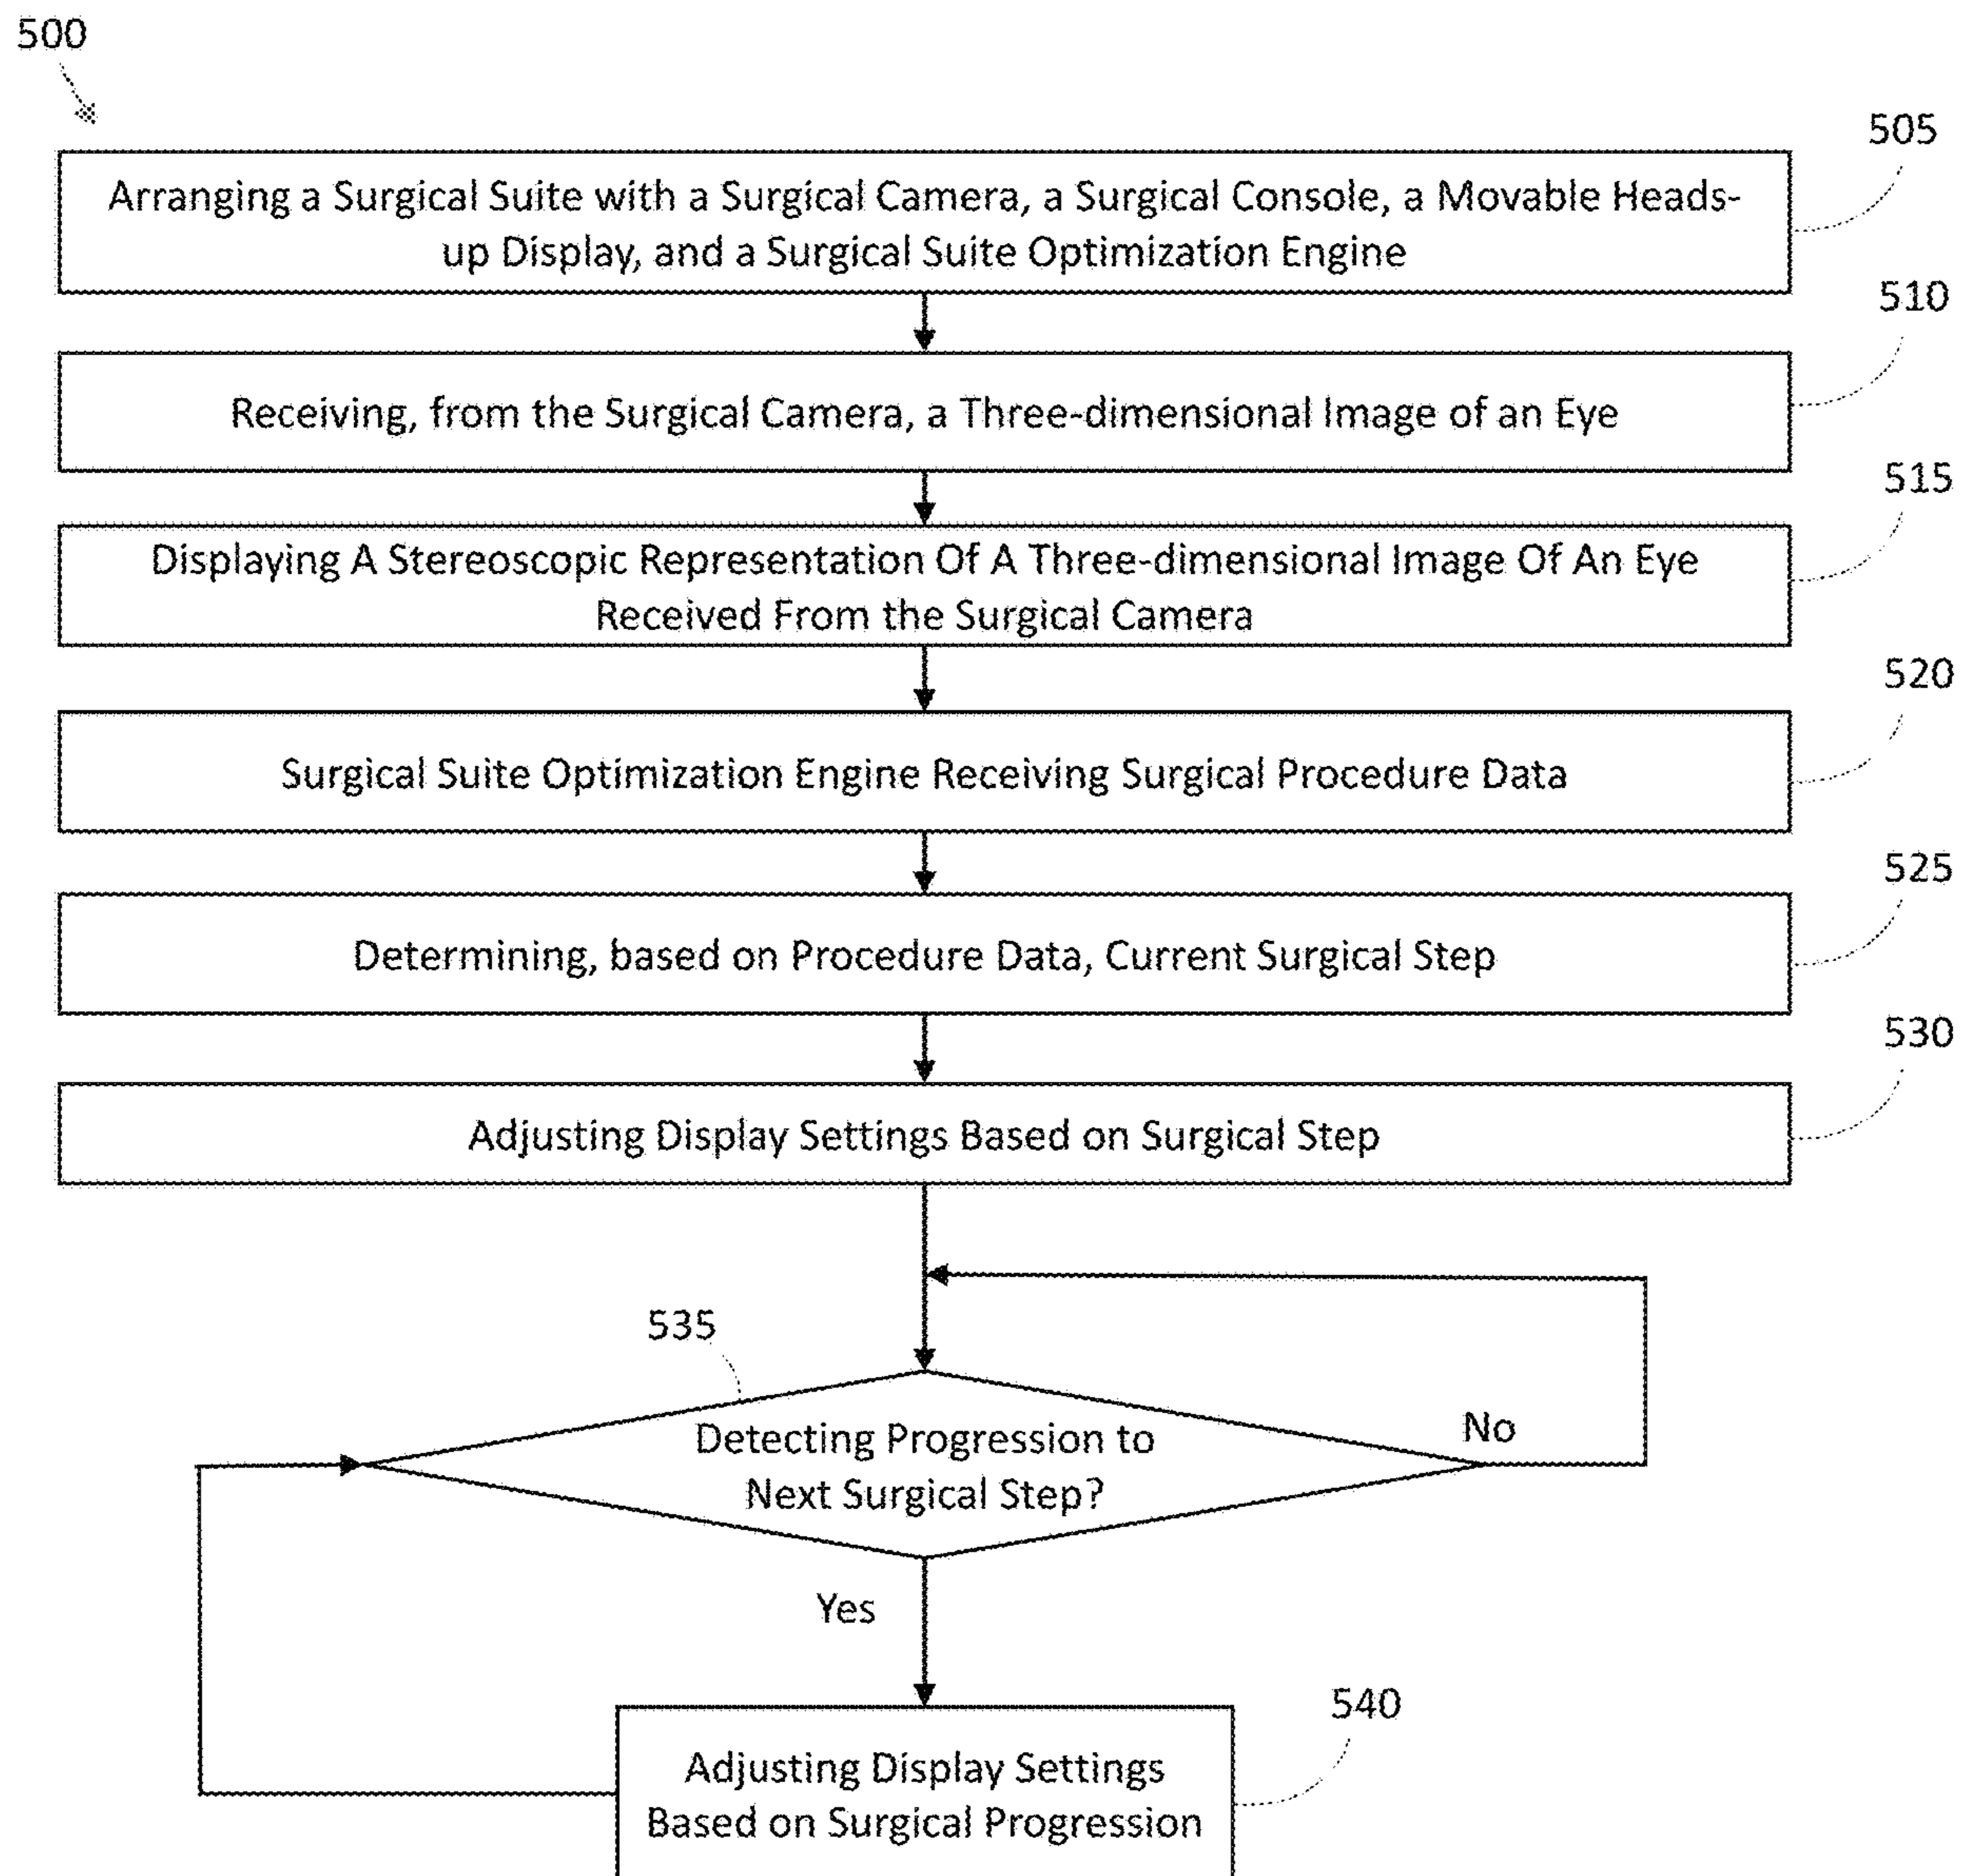 500
505
Arranging a Surgical Suite with a Surgical Camera, a Surgical Console, a Movable Heads-
up Display, and a Surgical Suite Optimization Engine
510
Receiving, from the Surgical Camera, a Three-dimensional Image of an Eye
515
Displaying A Stereoscopic Representation Of A Three-dimensional Image Of An Eye
Received From the Surgical Camera
520
Surgical Suite Optimization Engine Receiving Surgical Procedure Data
525
Determining, based on Procedure Data, Current Surgical Step
530
Adjusting Display Settings Based on Surgical Step
535
Detecting Progression to
Next Surgical Step?
No
Yes
540
Adjusting Display Settings
Based on Surgical Progression